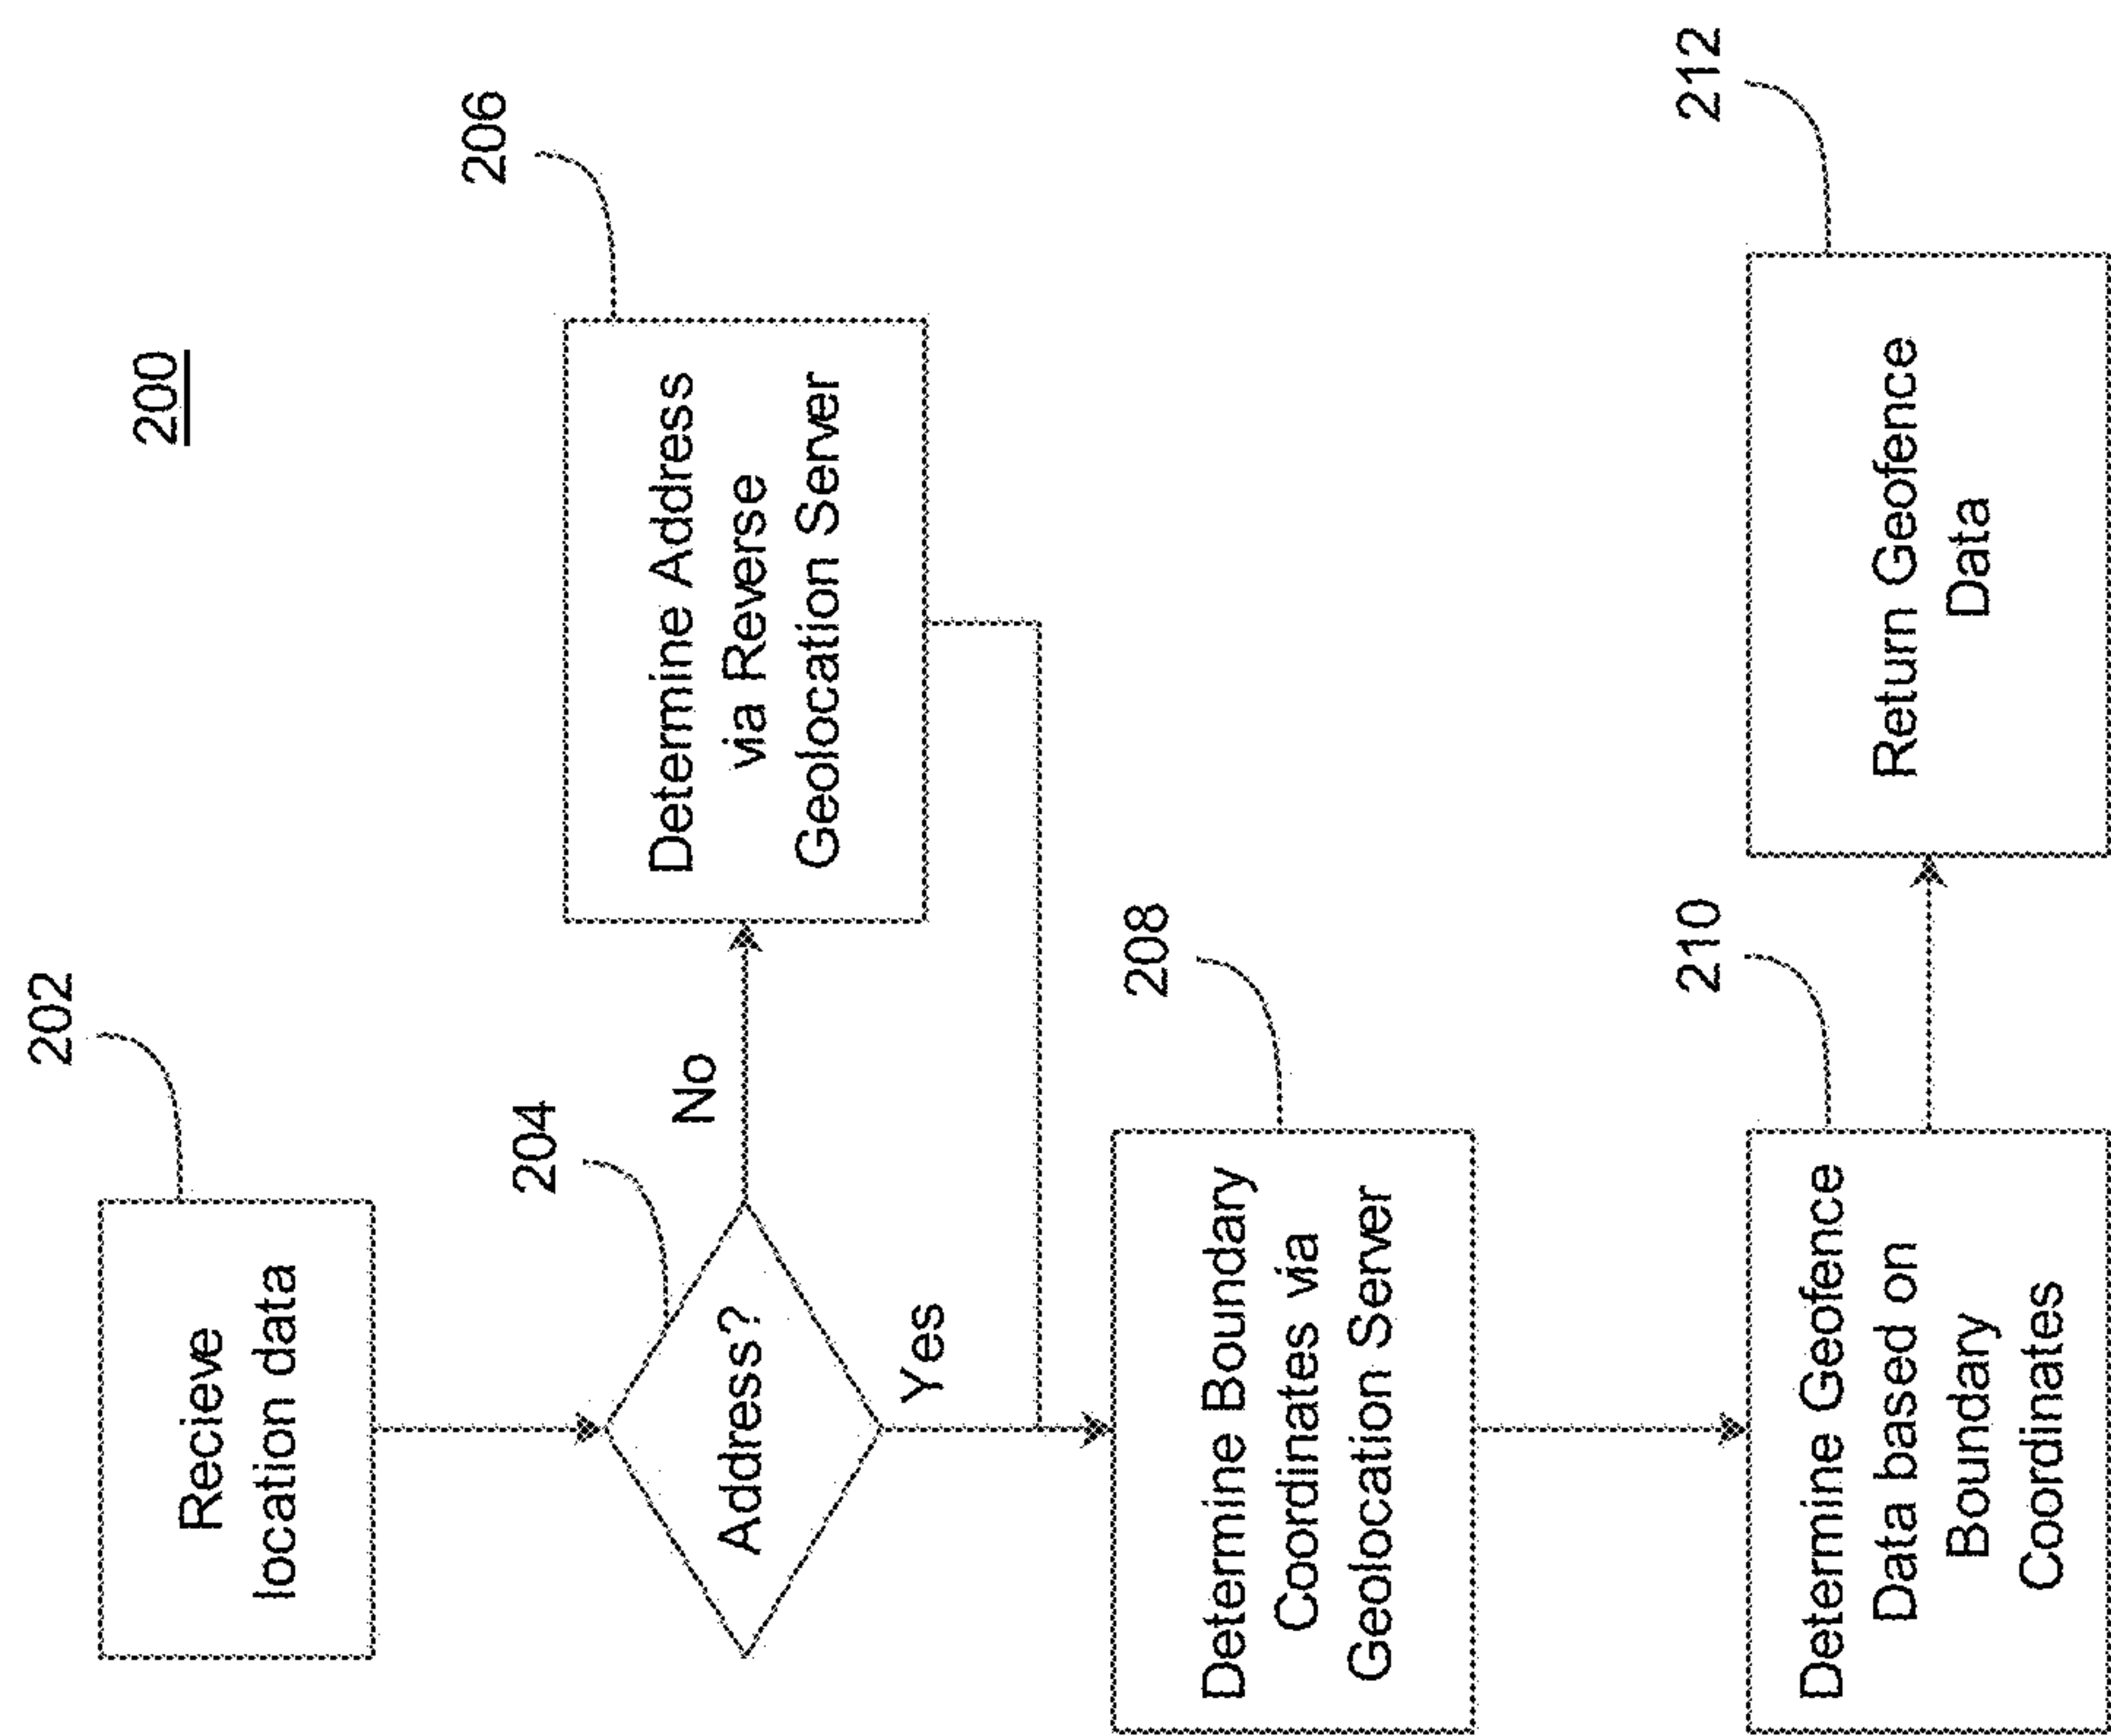 200
202
Recieve
location data
204
Address?
No
206
Determine Address
via Reverse
Geolocation Server
Yes
208
Determine Boundary
Coordinates via
Geolocation Server
210
Determine Geofence
Data based on
Boundary
Coordinates
212
Return Geofence
Data